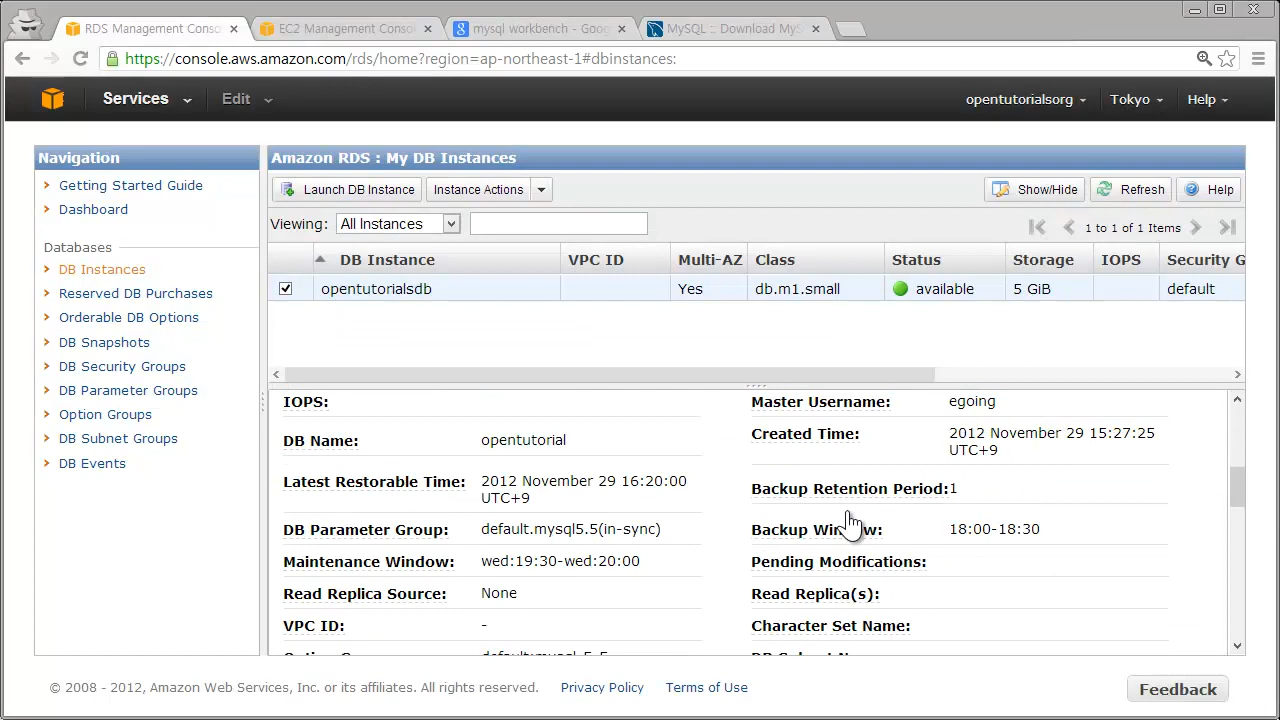 RDS Management Conso
EC2 Management Consol
mysql workbench - Goog
MySQL :: Download MyS
https://console.aws.amazon.com/rds/home?region=ap-northeast-1#dbinstances:
Services Edit opentutorialsorg Tokyo Help
Navigation
Getting Started Guide
Dashboard
Databases
DB Instances
Reserved DB Purchases
Orderable DB Options
DB Snapshots
DB Security Groups
DB Parameter Groups
Option Groups
DB Subnet Groups
DB Events
Amazon RDS : My DB Instances
Launch DB Instance Instance Actions Show/Hide Refresh Help
Viewing: All Instances 1 to 1 of 1 Items
DB Instance VPC ID Multi-AZ Class Status Storage IOPS Security G
opentutorialsdb Yes db.m1.small available 5 GiB default
IOPS:
DB Name: opentutorial
Latest Restorable Time: 2012 November 29 16:20:00
UTC+9
DB Parameter Group: default.mysql5.5(in-sync)
Maintenance Window: wed:19:30-wed:20:00
Read Replica Source: None
VPC ID: -
Master Username: egoing
Created Time: 2012 November 29 15:27:25
UTC+9
Backup Retention Period: 1
Backup Window: 18:00-18:30
Pending Modifications:
Read Replica(s):
Character Set Name:
© 2008 - 2012, Amazon Web Services, Inc. or its affiliates. All rights reserved. Privacy Policy Terms of Use
Feedback